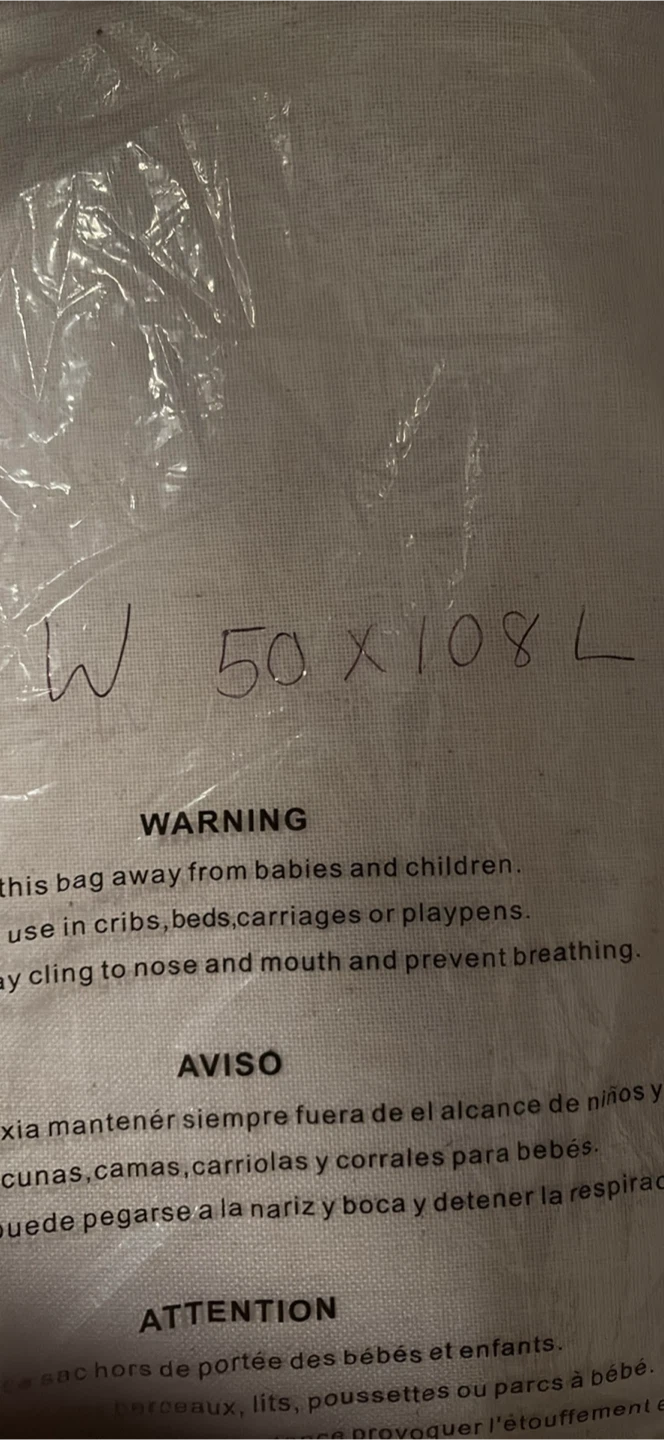 W 50 X 108 L
WARNING
this bag away from babies and children.
use in cribs,beds,carriages or playpens.
cling to nose and mouth and prevent breathing.
AVISO
xia mantenér siempre fuera de el alcance de niños y
cunas,camas,carriolas y corrales para bebés.
puede pegarse a la nariz y boca y detener la respirac
ATTENTION
sac hors de portée des bébés et enfants.
berceaux, lits, poussettes ou parcs à bébé.
provoquer l'étouffement e